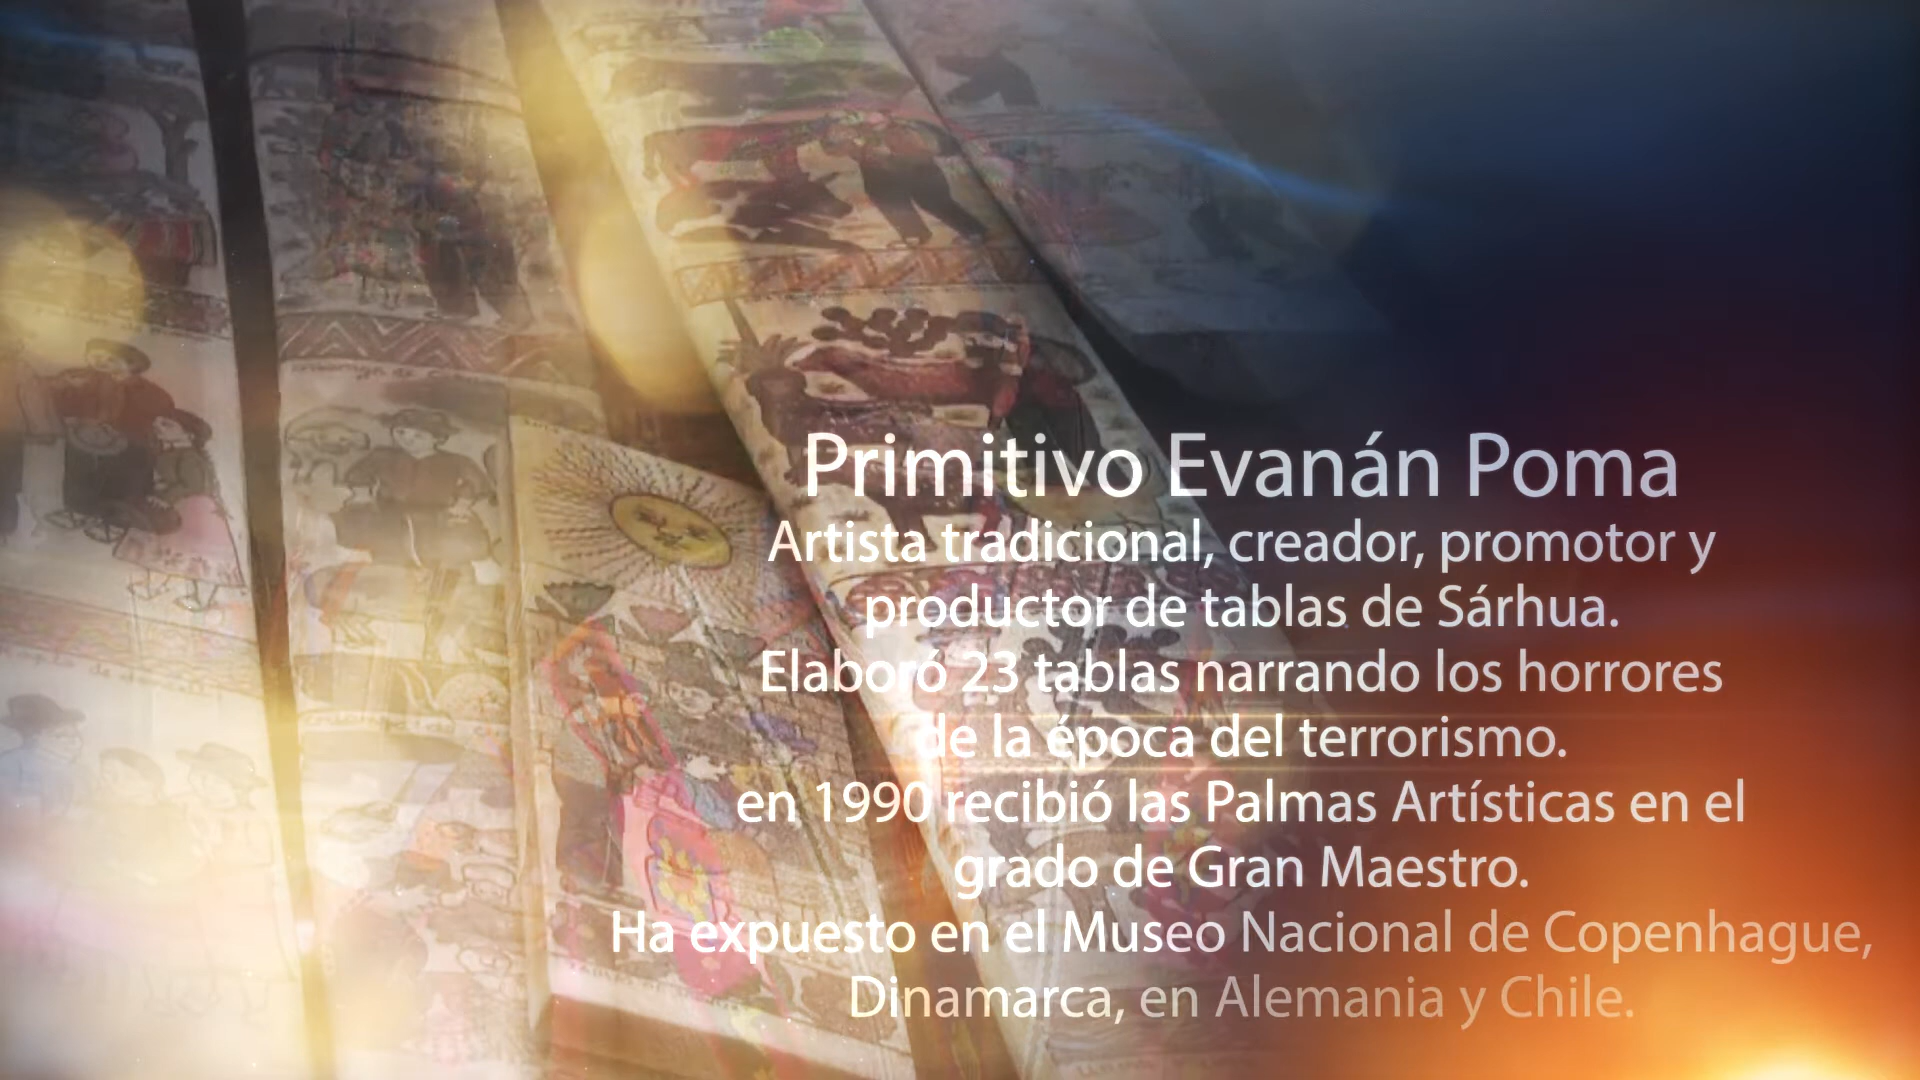 Primitivo Evanán Poma
Artista tradicional, creador, promotor y
productor de tablas de Sárhua.
Elaboró 23 tablas narrando los horrores
de la época del terrorismo.
en 1990 recibió las Palmas Artísticas en el
grado de Gran Maestro.
Ha expuesto en el Museo Nacional de Copenhague,
Dinamarca, en Alemania y Chile.